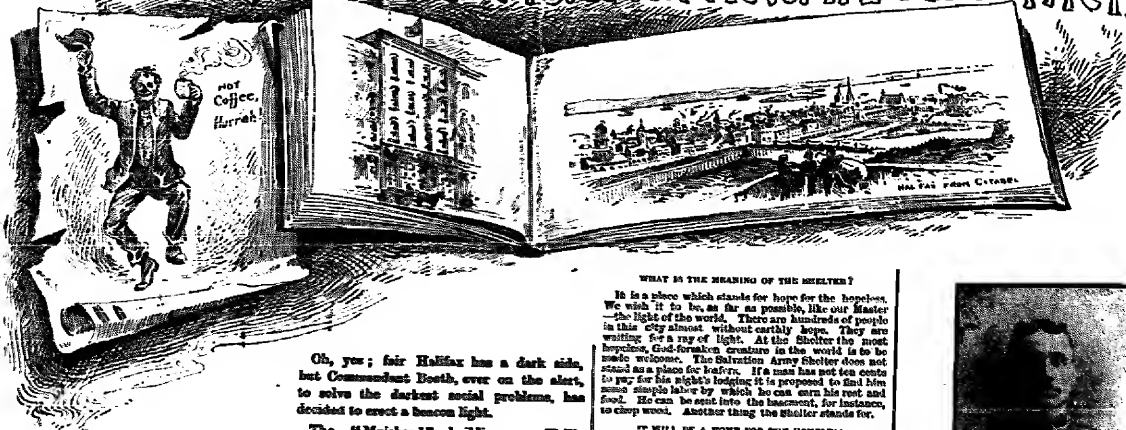 HOT
Coffee,
Hurrah!
HALIFAX FROM CITADEL
Oh, yes; fair Halifax has a dark side,
but Commandant Booth, ever on the alert,
to solve the darkest social problems, has
decided to erect a beacon light.
The
WHAT IS THE MEANING OF THE SHELTER?
It is a place which stands for hope for the hopeless.
We wish it to be, as far as possible, like our Master
—the light of the world. There are hundreds of people
in this city almost without earthly hope. They are
waiting for a ray of light. At the Shelter the most
hopeless, God-forsaken creature in the world is to be
made welcome. The Salvation Army Shelter does not
stand as a place for loafers. If a man has not ten cents
to pay for his night's lodging it is proposed to find him
some simple labor by which he can earn his rest and
food. He can be sent into the basement, for instance,
to chop wood. Another thing the Shelter stands for.
IT WILL BE A HOME FOR THE